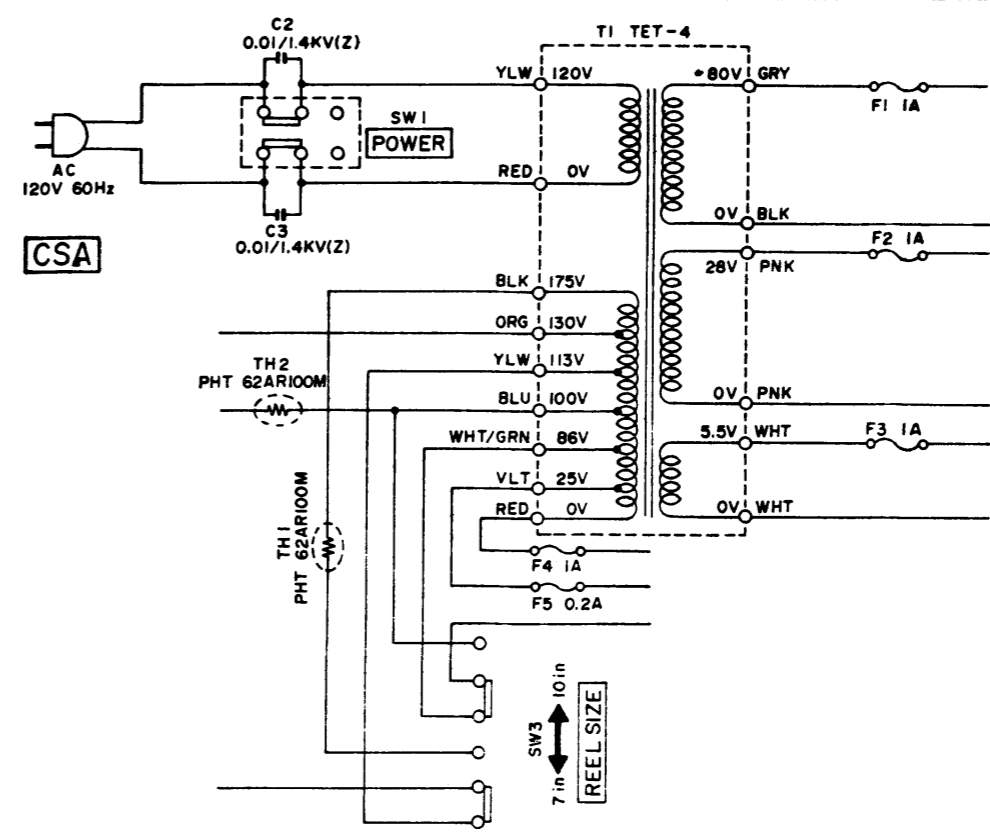 C2
0.01/1.4KV(Z)
T1 TET-4
YLW 120V
*80V GRY
F1 1A
SW1
POWER
AC
120V 60Hz
RED 0V
C3
0.01/1.4KV(Z)
0V BLK
F2 1A
CSA
28V PNK
BLK 175V
ORG 130V
TH2
PHT 62AR100M
YLW 113V
BLU 100V
0V PNK
WHT/GRN 86V
5.5V WHT
F3 1A
VLT 25V
RED 0V
0V WHT
TH1
PHT 62AR100M
F4 1A
F5 0.2A
SW3
7in
10in
REEL SIZE